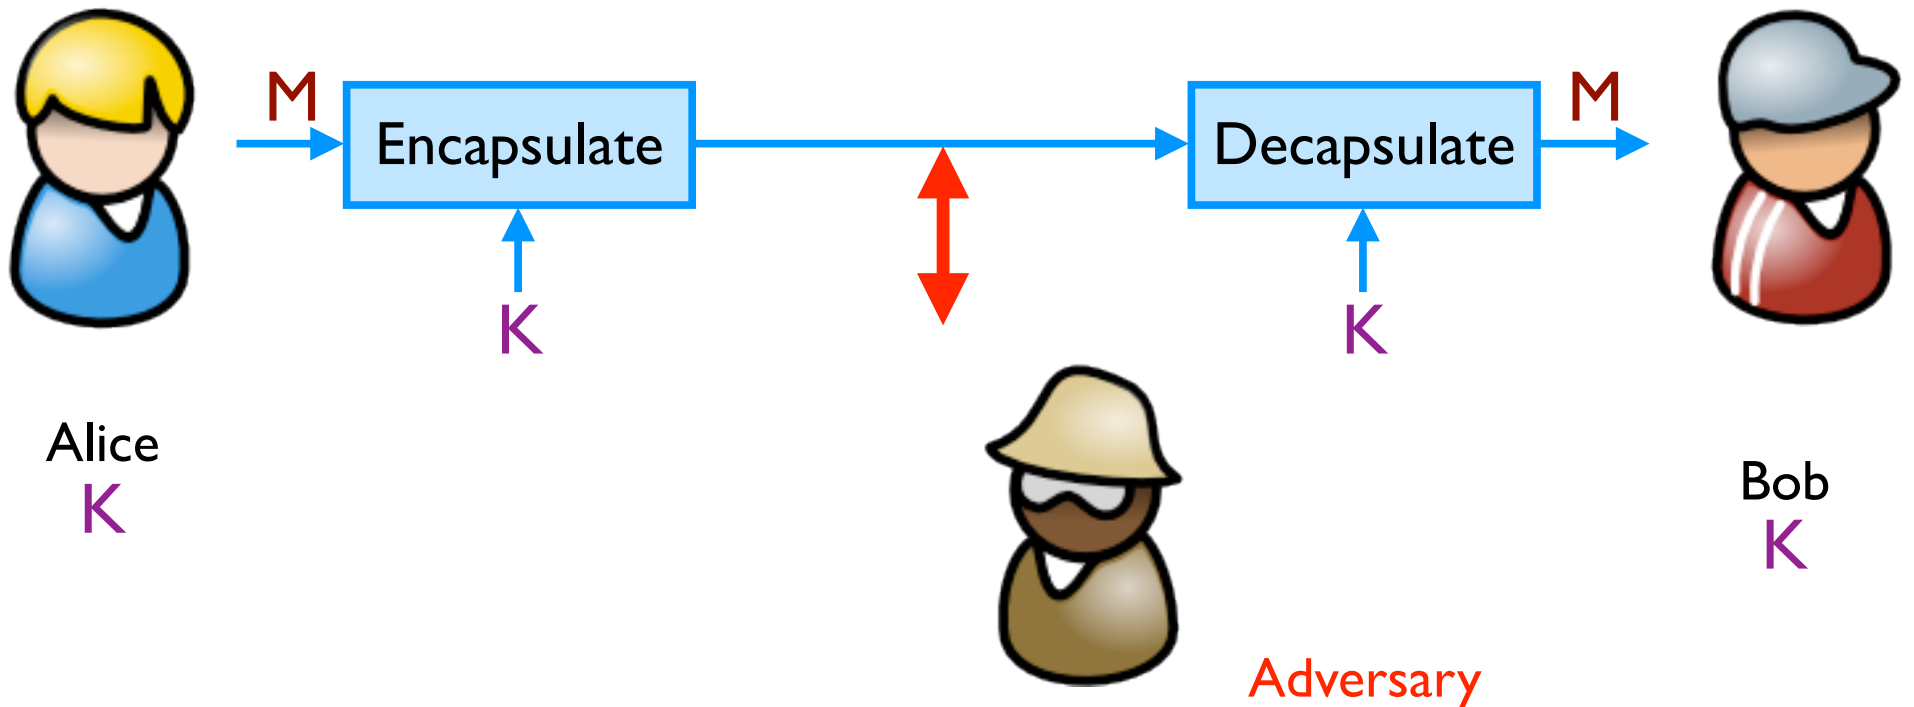 M
Encapsulate
Decapsulate
M
K
K
Alice
K
Bob
K
Adversary